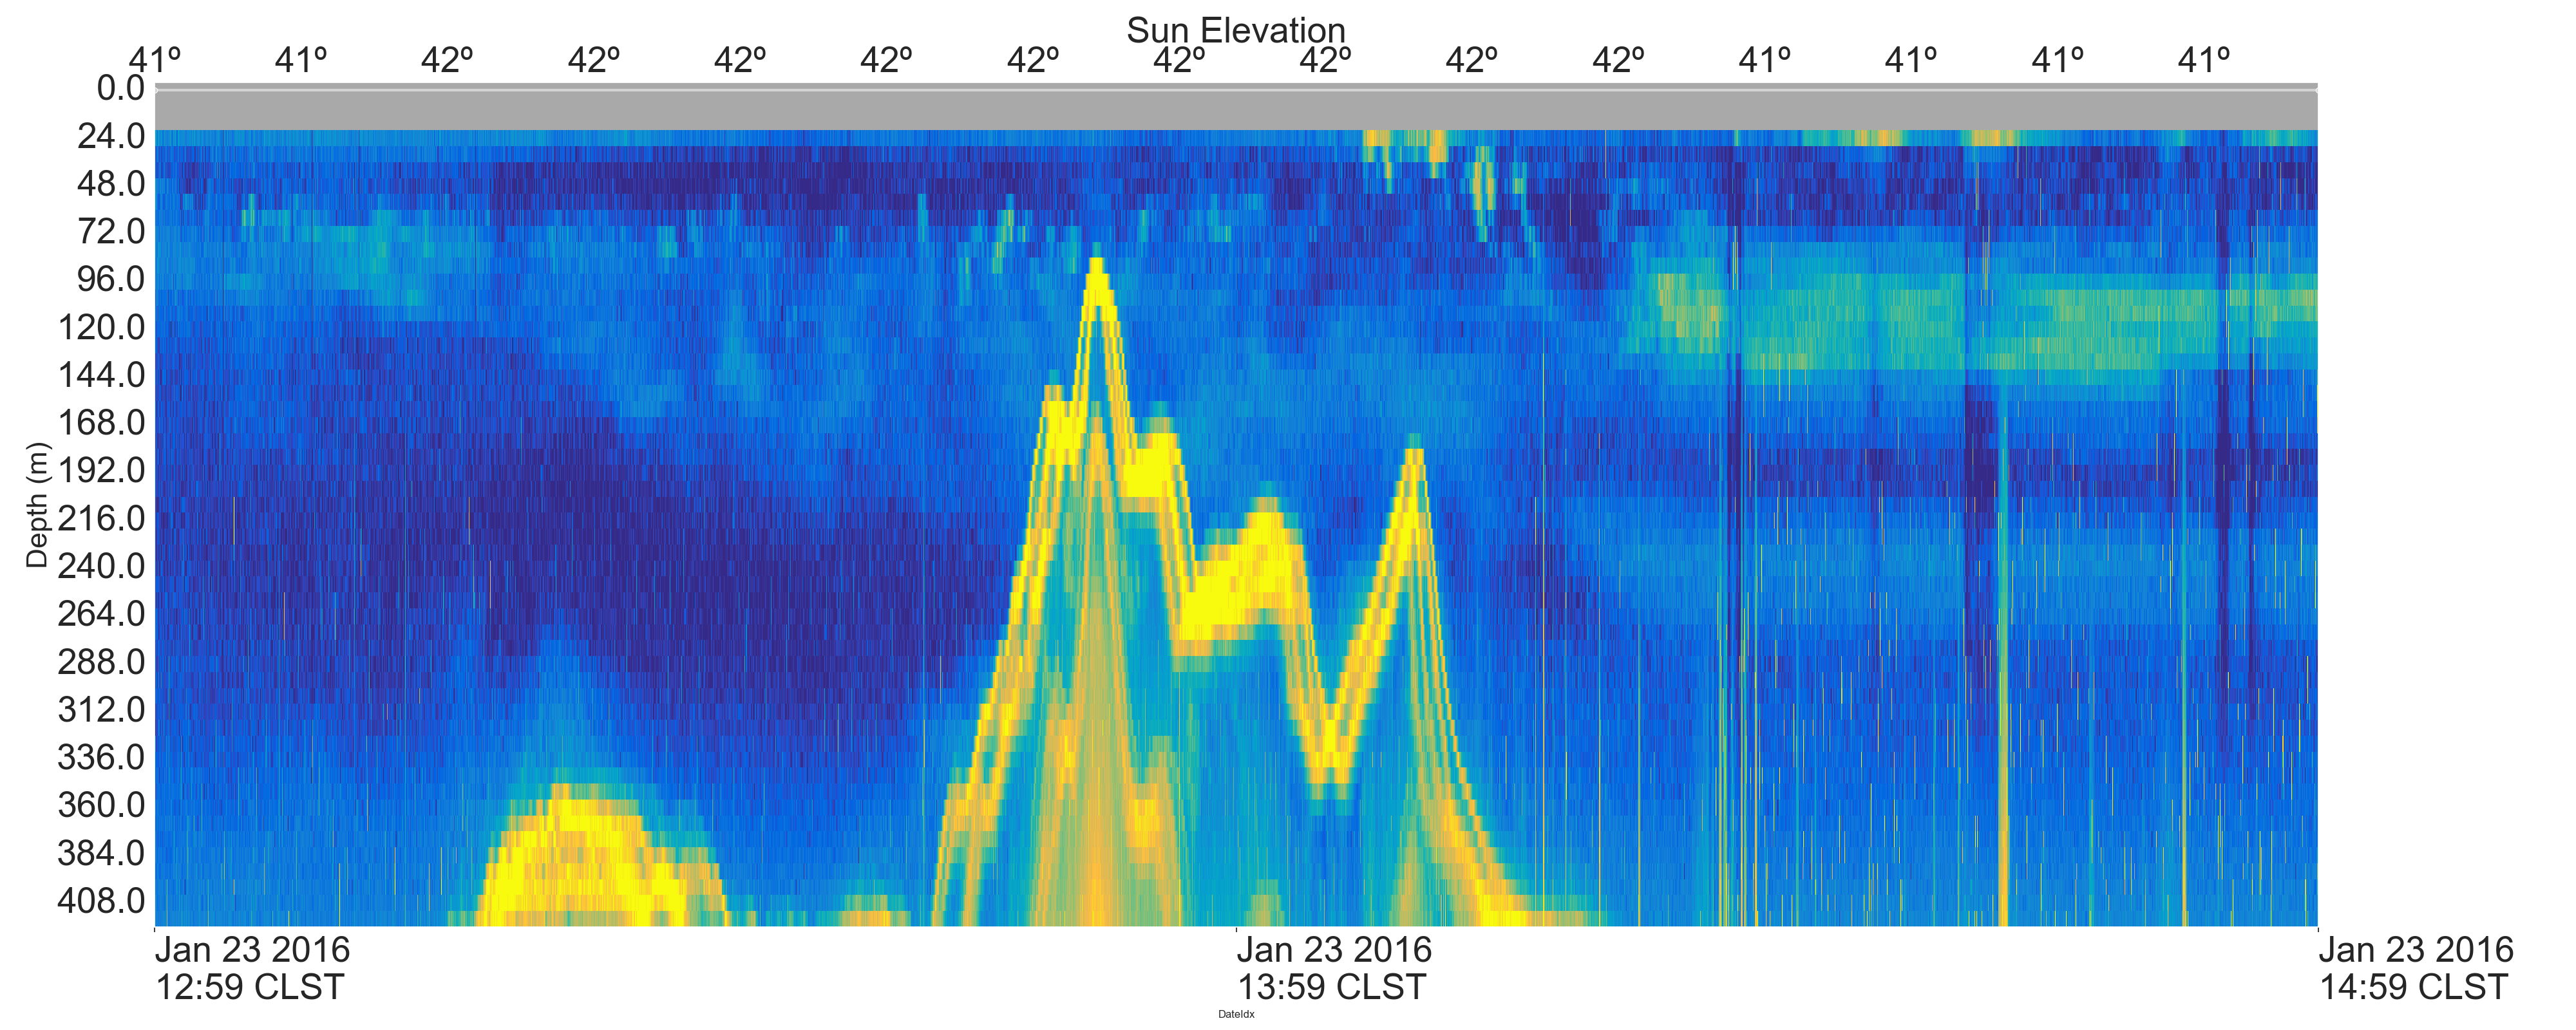 Sun Elevation
41º 41º 42º 42º 42º 42º 42º 42º 42º 42º 42º 41º 41º 41º 41º
0.0
24.0
48.0
72.0
96.0
120.0
144.0
168.0
192.0
216.0
240.0
264.0
288.0
312.0
336.0
360.0
384.0
408.0
Depth (m)
Jan 23 2016
12:59 CLST
Jan 23 2016
13:59 CLST
Jan 23 2016
14:59 CLST
DateIdx